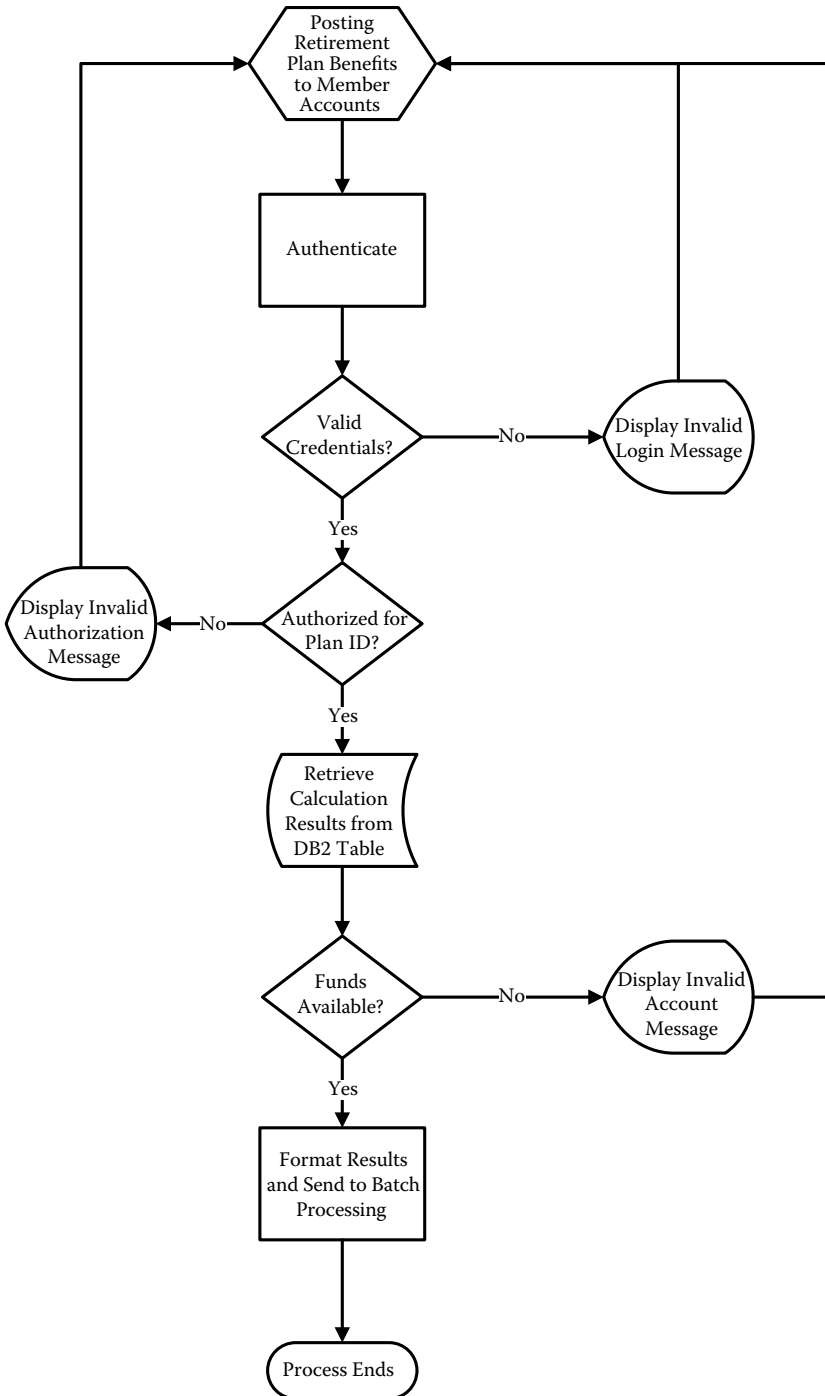 Posting
Retirement
Plan Benefits
to Member
Accounts
Authenticate
Valid
Credentials?
No
Display Invalid
Login Message
Yes
Display Invalid
Authorization
Message
No
Authorized for
Plan ID?
Yes
Retrieve
Calculation
Results from
DB2 Table
Funds
Available?
No
Display Invalid
Account
Message
Yes
Format Results
and Send to Batch
Processing
Process Ends